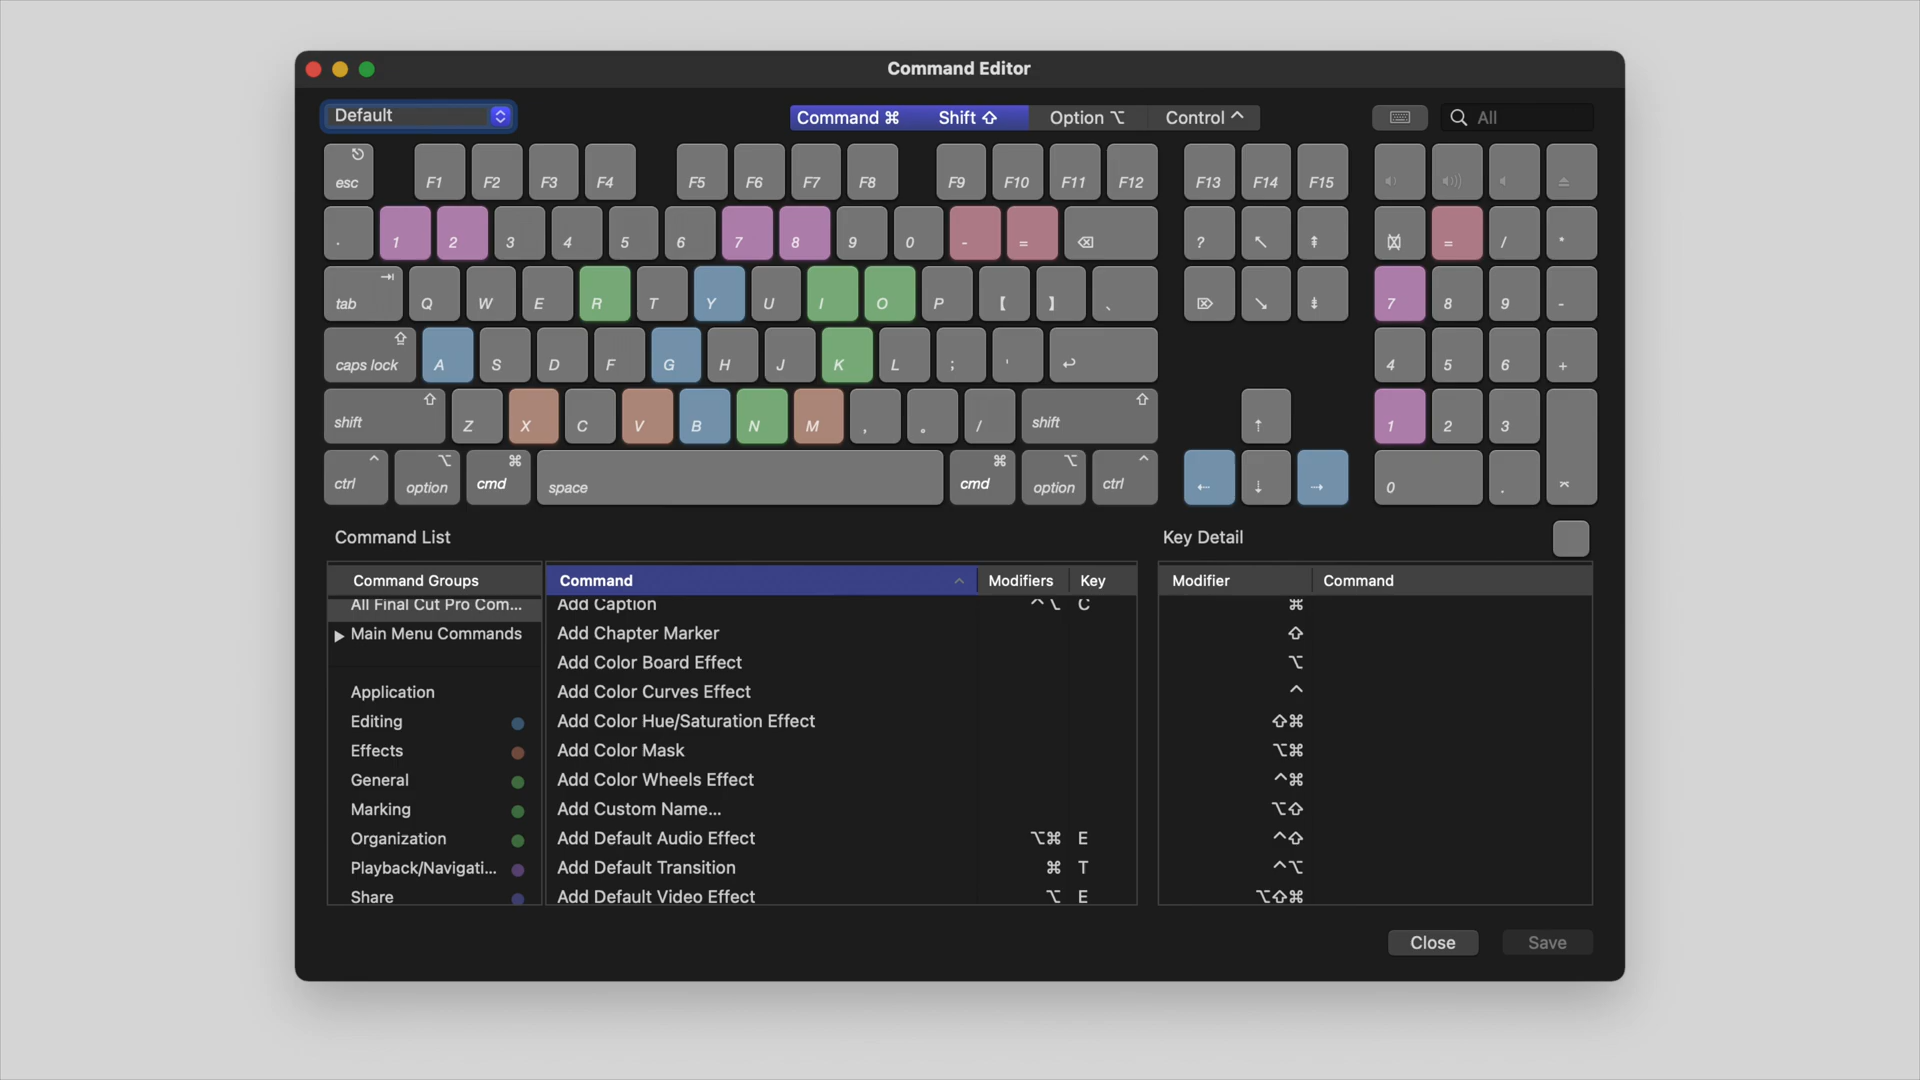 Command Editor
Default
Command ⌘ Shift ⇧ Option ⌥ Control ^
All
esc F1 F2 F3 F4 F5 F6 F7 F8 F9 F10 F11 F12 F13 F14 F15
. 1 2 3 4 5 6 7 8 9 0 - = ⌫ ? ↖ ⇞ = / *
tab ⇥ Q W E R T Y U I O P [ ] 、 ⌦ ↘ ⇟ 7 8 9 -
caps lock A S D F G H J K L ; ' ↩ 4 5 6 +
shift ⇧ Z X C V B N M , 。 / shift ⇧ ↑ 1 2 3
ctrl ^ option ⌥ cmd ⌘ space cmd ⌘ option ⌥ ctrl ^ ← ↓ → 0 . ⌅
Command List
Key Detail
Command Groups
All Final Cut Pro Com...
Main Menu Commands
Application
Editing
Effects
General
Marking
Organization
Playback/Navigati...
Share
Command Modifiers Key
Add Caption ^⌥ C
Add Chapter Marker
Add Color Board Effect
Add Color Curves Effect
Add Color Hue/Saturation Effect
Add Color Mask
Add Color Wheels Effect
Add Custom Name...
Add Default Audio Effect ⌥⌘ E
Add Default Transition ⌘ T
Add Default Video Effect ⌥ E
Modifier Command
⌘
⇧
⌥
^
⇧⌘
⌥⌘
^⌘
⌥⇧
^⇧
^⌥
⌥⇧⌘
Close Save